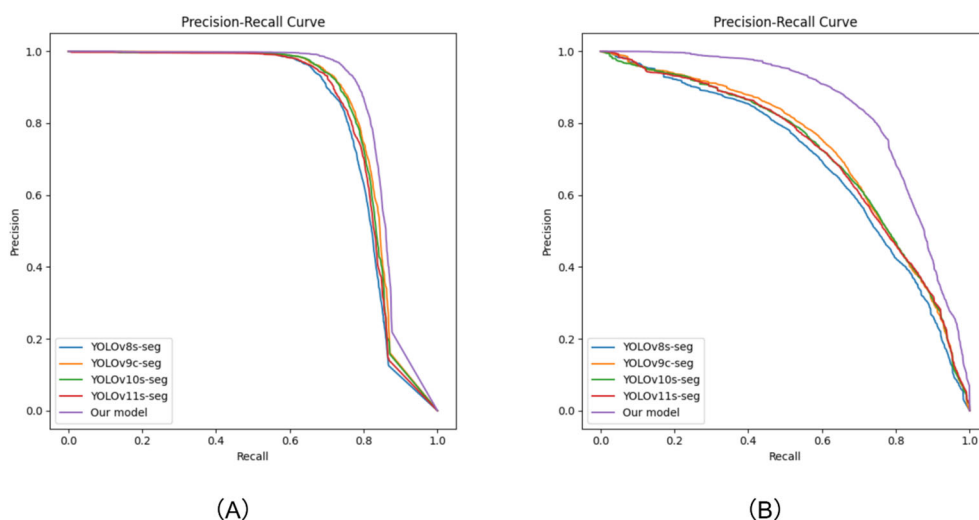 Precision-Recall Curve
1.0
0.8
0.6
0.4
0.2
0.0
Precision
YOLOv8s-seg
YOLOv9c-seg
YOLOv10s-seg
YOLOv11s-seg
Our model
0.0 0.2 0.4 0.6 0.8 1.0
Recall
(A)
Precision-Recall Curve
1.0
0.8
0.6
0.4
0.2
0.0
Precision
YOLOv8s-seg
YOLOv9c-seg
YOLOv10s-seg
YOLOv11s-seg
Our model
0.0 0.2 0.4 0.6 0.8 1.0
Recall
(B)